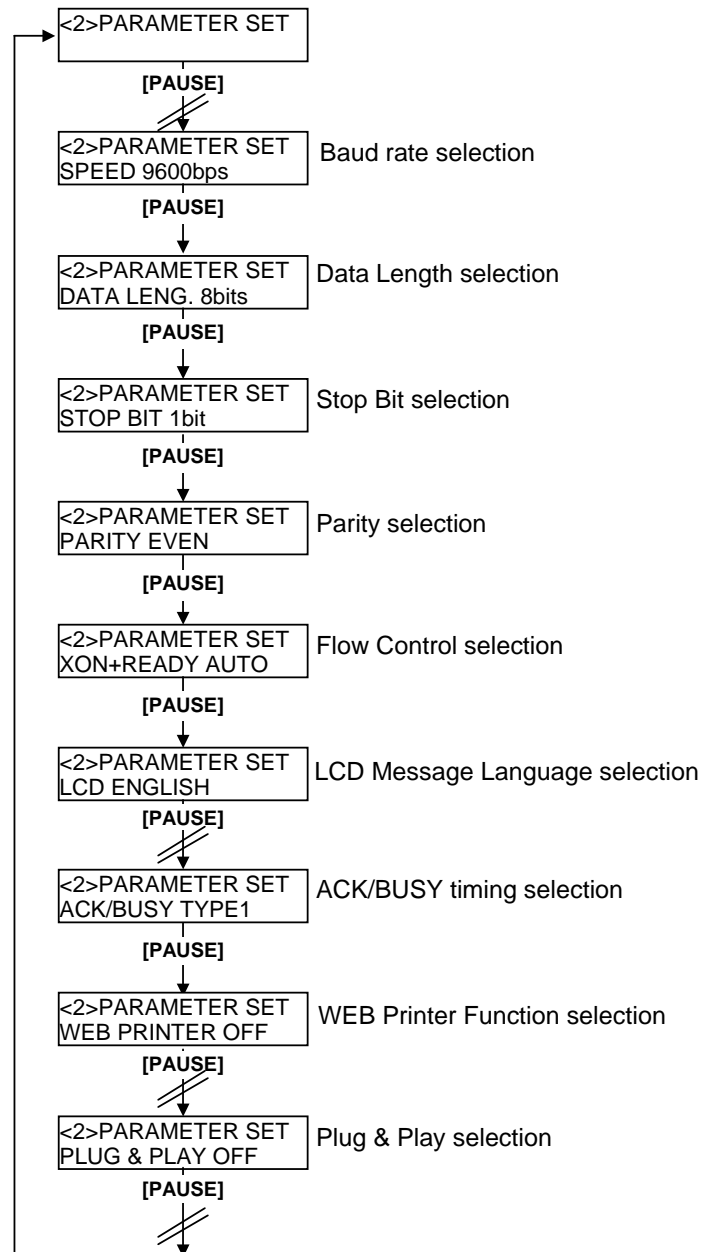 <2>PARAMETER SET
[PAUSE]
<2>PARAMETER SET
SPEED 9600bps
Baud rate selection
[PAUSE]
<2>PARAMETER SET
DATA LENG. 8bits
Data Length selection
[PAUSE]
<2>PARAMETER SET
STOP BIT 1bit
Stop Bit selection
[PAUSE]
<2>PARAMETER SET
PARITY EVEN
Parity selection
[PAUSE]
<2>PARAMETER SET
XON+READY AUTO
Flow Control selection
[PAUSE]
<2>PARAMETER SET
LCD ENGLISH
LCD Message Language selection
[PAUSE]
<2>PARAMETER SET
ACK/BUSY TYPE1
ACK/BUSY timing selection
[PAUSE]
<2>PARAMETER SET
WEB PRINTER OFF
WEB Printer Function selection
[PAUSE]
<2>PARAMETER SET
PLUG & PLAY OFF
Plug & Play selection
[PAUSE]